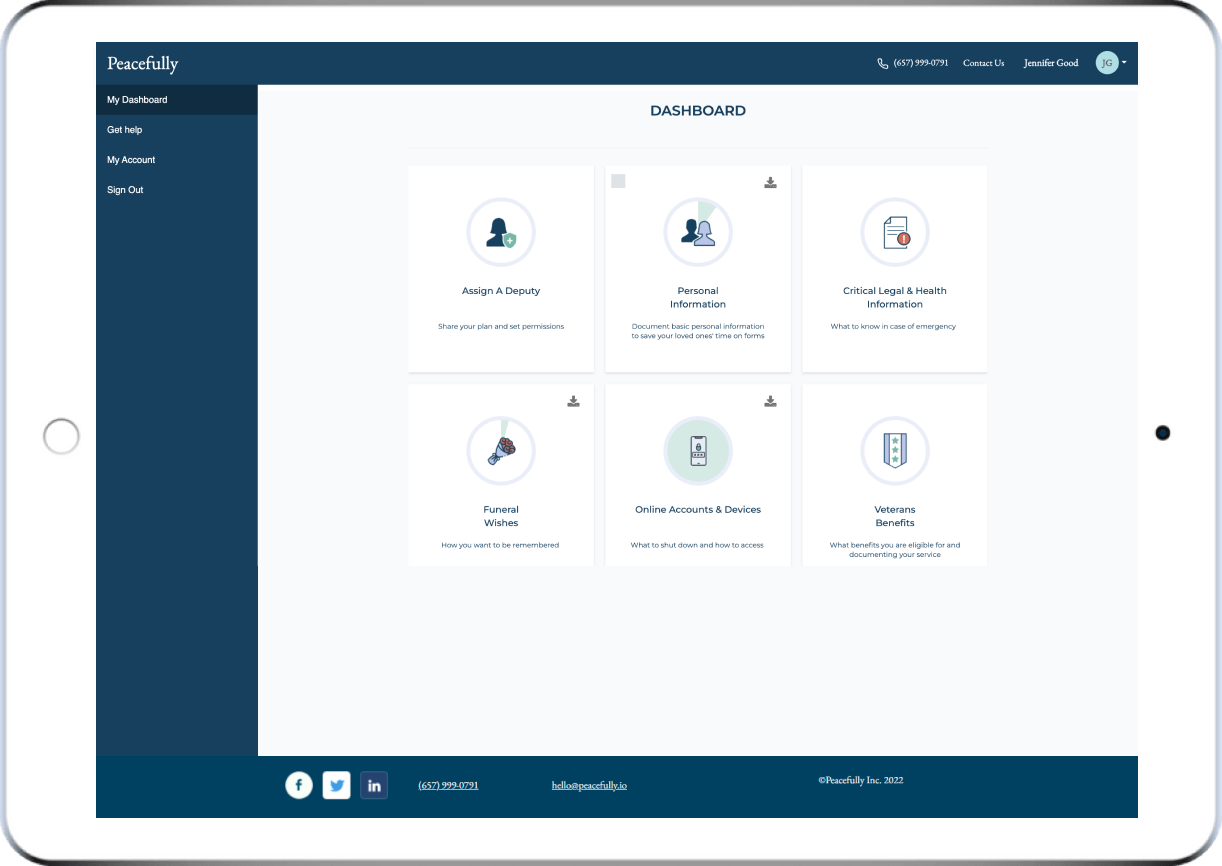 Peacefully
(657) 999-0791 Contact Us Jennifer Good JG
My Dashboard
Get help
My Account
Sign Out
DASHBOARD
Assign A Deputy
Share your plan and set permissions
Personal
Information
Document basic personal information
to save your loved ones' time on forms
Critical Legal & Health
Information
What to know in case of emergency
Funeral
Wishes
How you want to be remembered
Online Accounts & Devices
What to shut down and how to access
Veterans
Benefits
What benefits you are eligible for and
documenting your service
f in (657) 999-0791 hello@peacefully.io ©Peacefully Inc. 2022